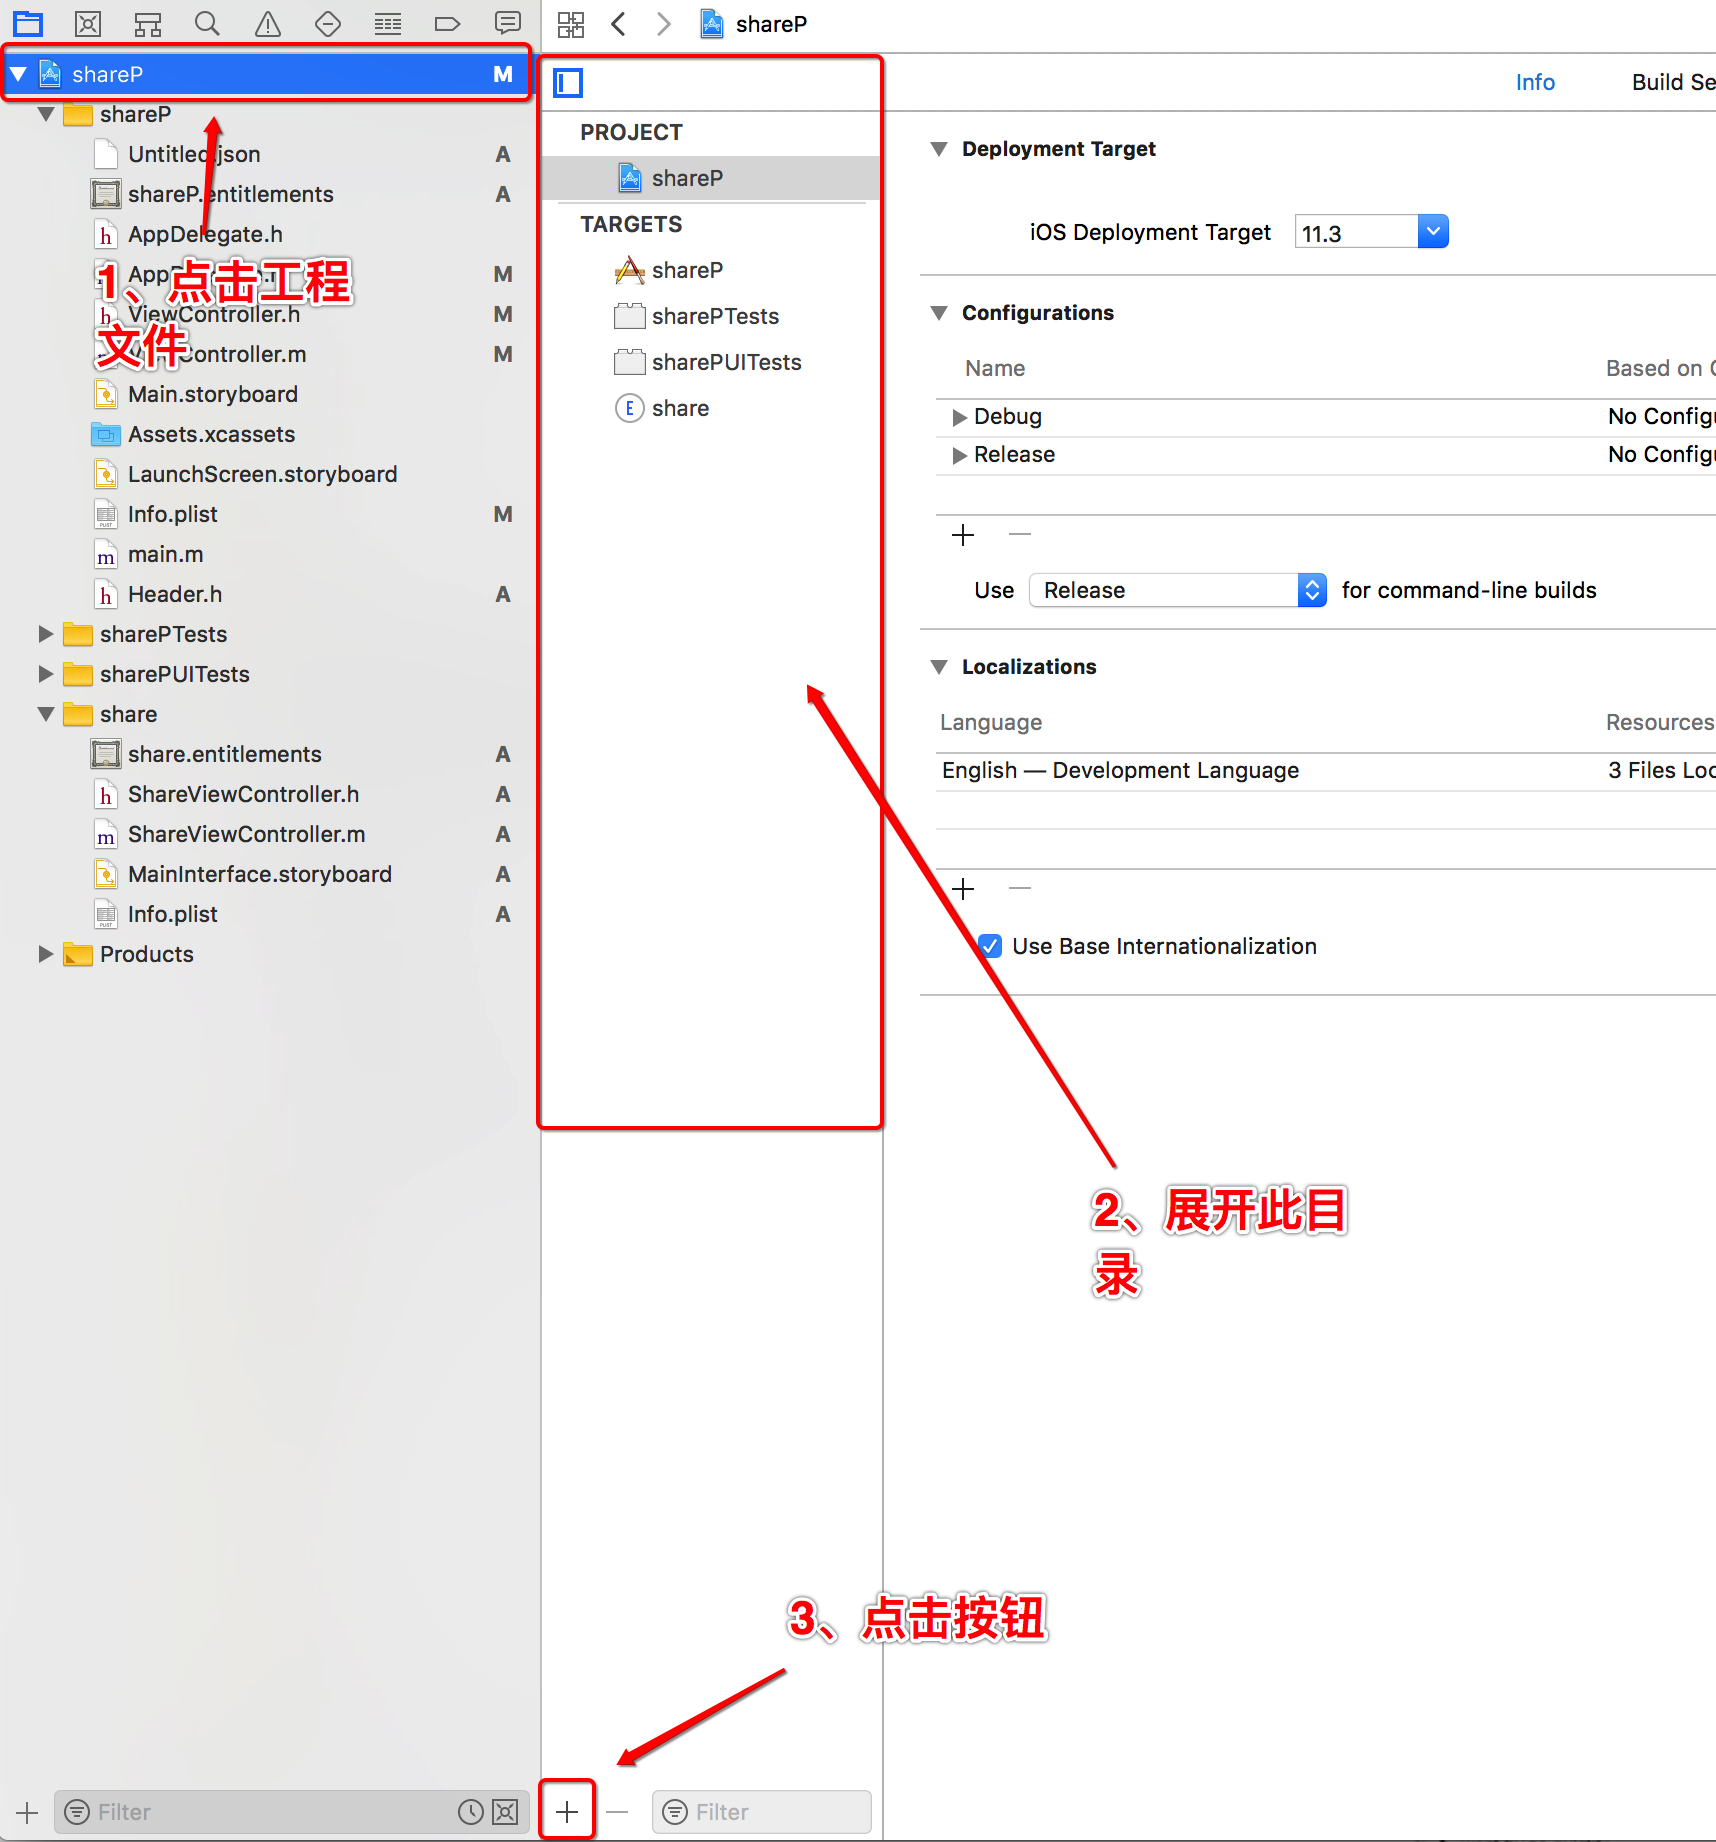 shareP
shareP M
shareP
Untitled.json A
shareP.entitlements A
AppDelegate.h
M
ViewController.h M
Controller.m M
1、点击工程
文件
Main.storyboard
Assets.xcassets
LaunchScreen.storyboard
Info.plist M
main.m
Header.h A
sharePTests
sharePUITests
share
share.entitlements A
ShareViewController.h A
ShareViewController.m A
MainInterface.storyboard A
Info.plist A
Products
Filter
PROJECT
shareP
TARGETS
shareP
sharePTests
sharePUITests
share
3、点击按钮
Filter
Info Build Se
Deployment Target
iOS Deployment Target 11.3
Configurations
Name Based on
Debug No Config
Release No Config
Use Release for command-line builds
Localizations
Language Resources
English — Development Language 3 Files Loc
Use Base Internationalization
2、展开此目
录